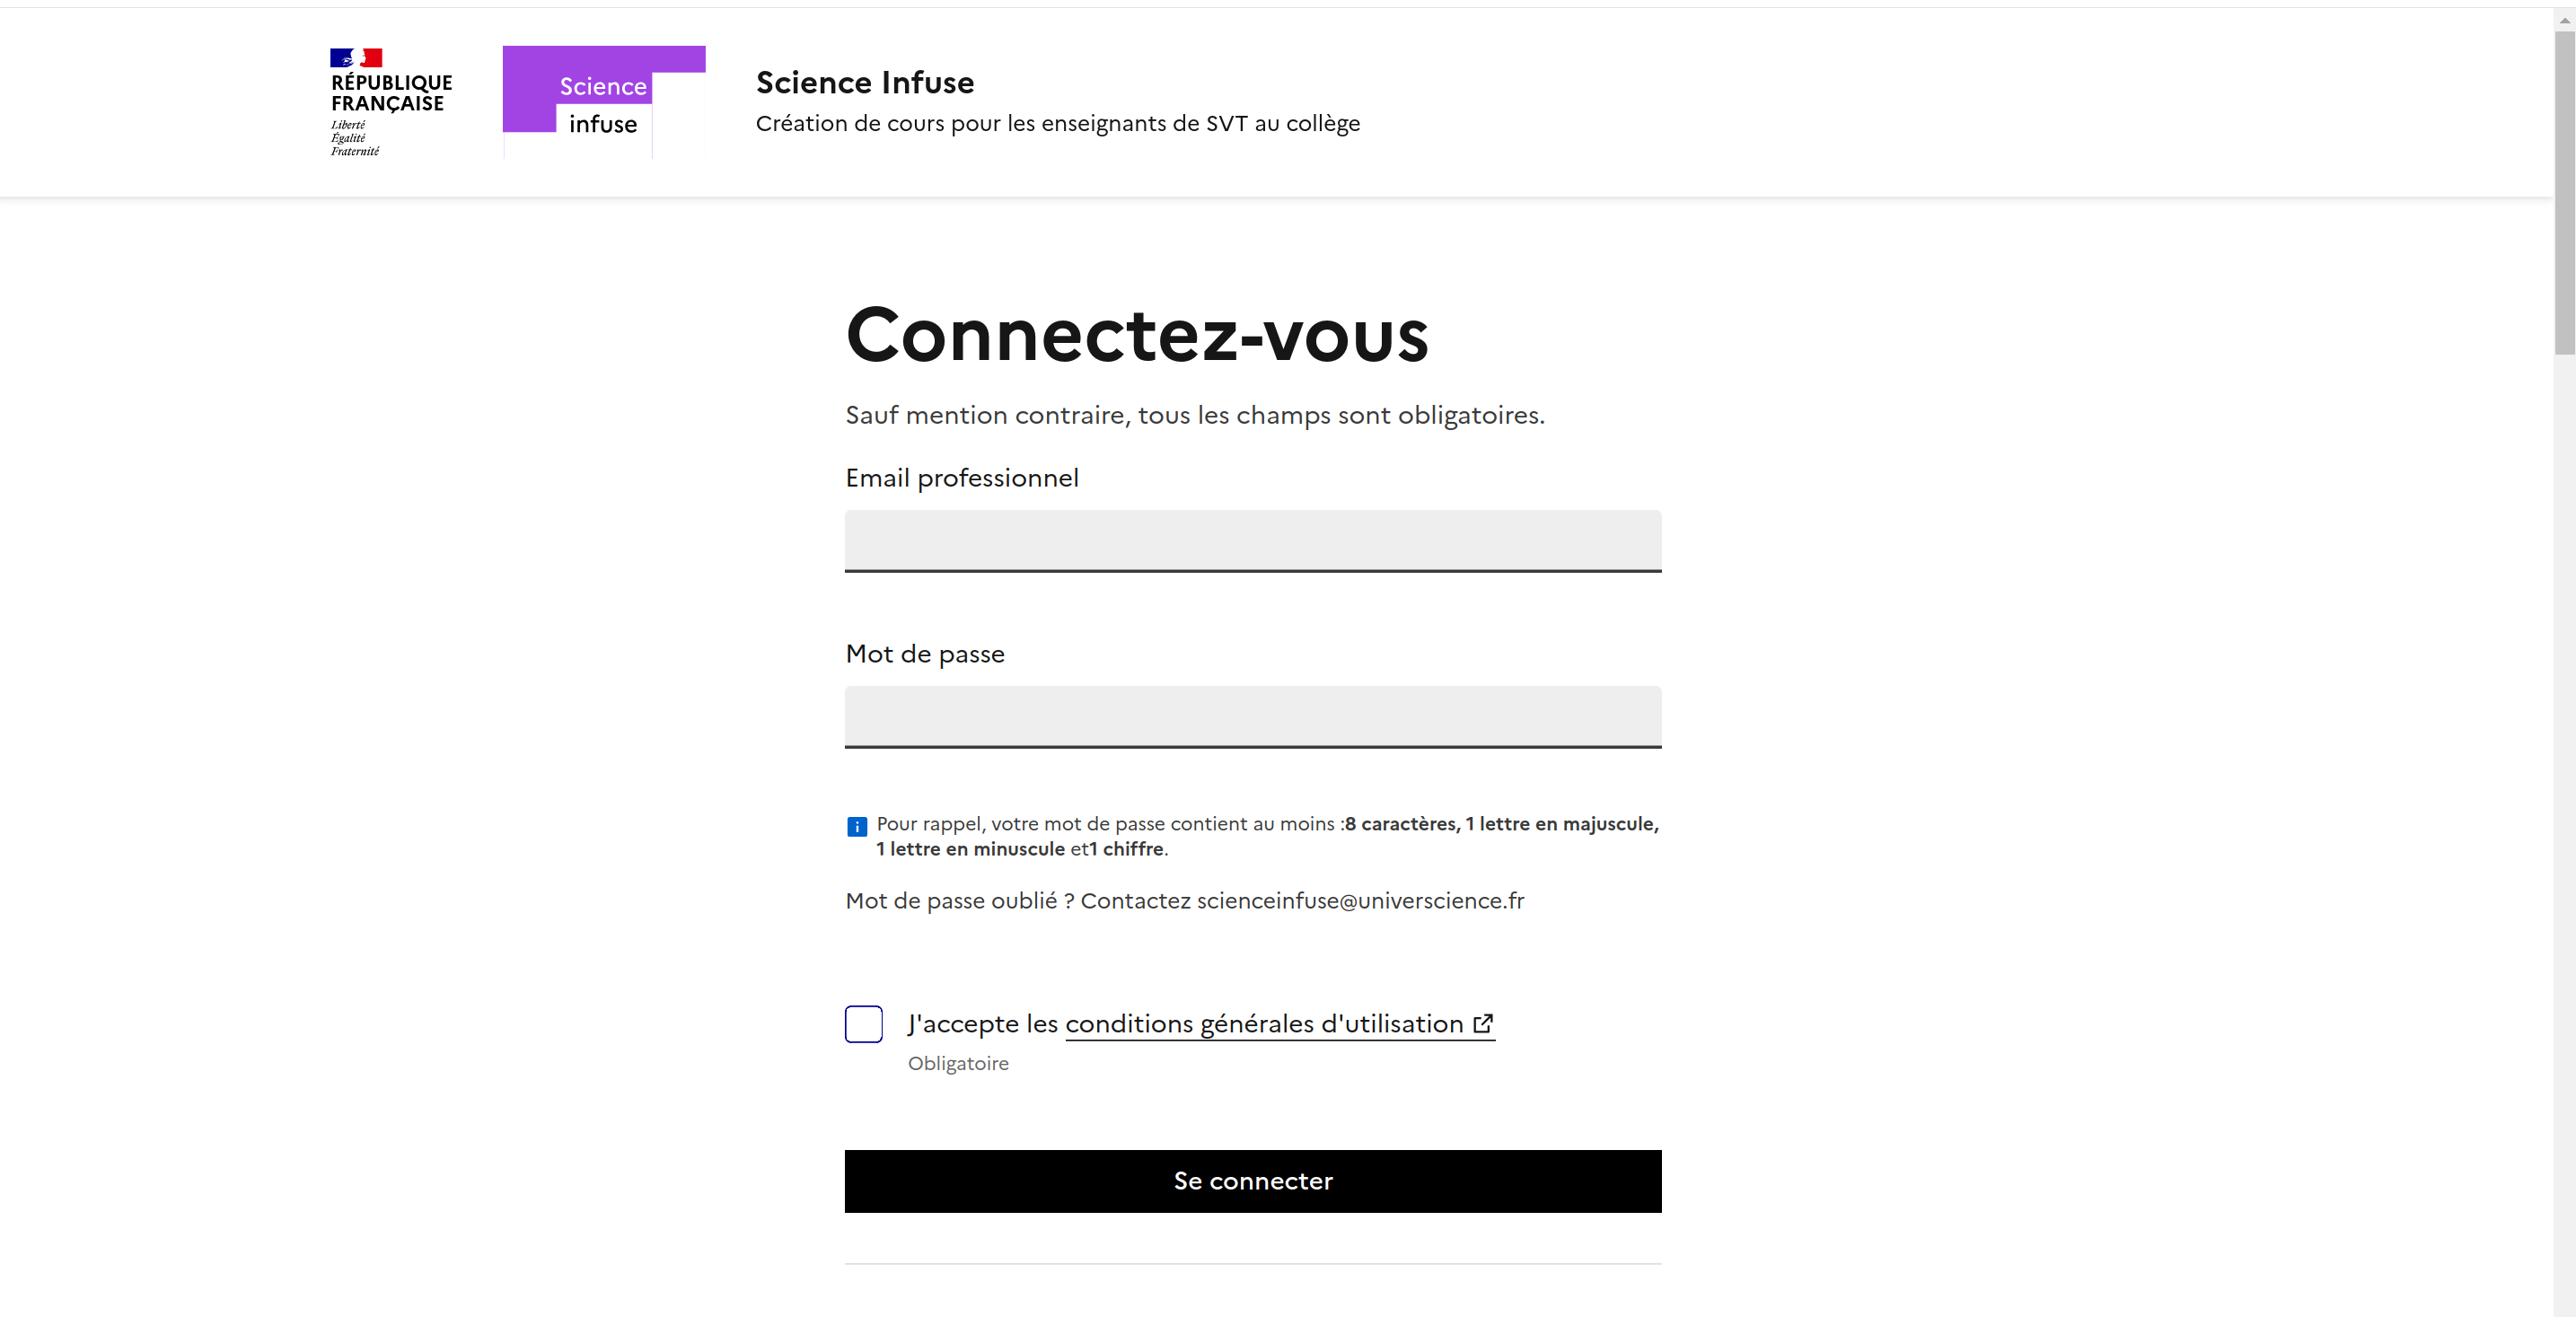 RÉPUBLIQUE
FRANÇAISE
Liberté
Égalité
Fraternité
Science
infuse
Science Infuse
Création de cours pour les enseignants de SVT au collège
Connectez-vous
Sauf mention contraire, tous les champs sont obligatoires.
Email professionnel
Mot de passe
Pour rappel, votre mot de passe contient au moins :8 caractères, 1 lettre en majuscule,
1 lettre en minuscule et1 chiffre.
Mot de passe oublié ? Contactez scienceinfuse@universcience.fr
J'accepte les conditions générales d'utilisation
Obligatoire
Se connecter